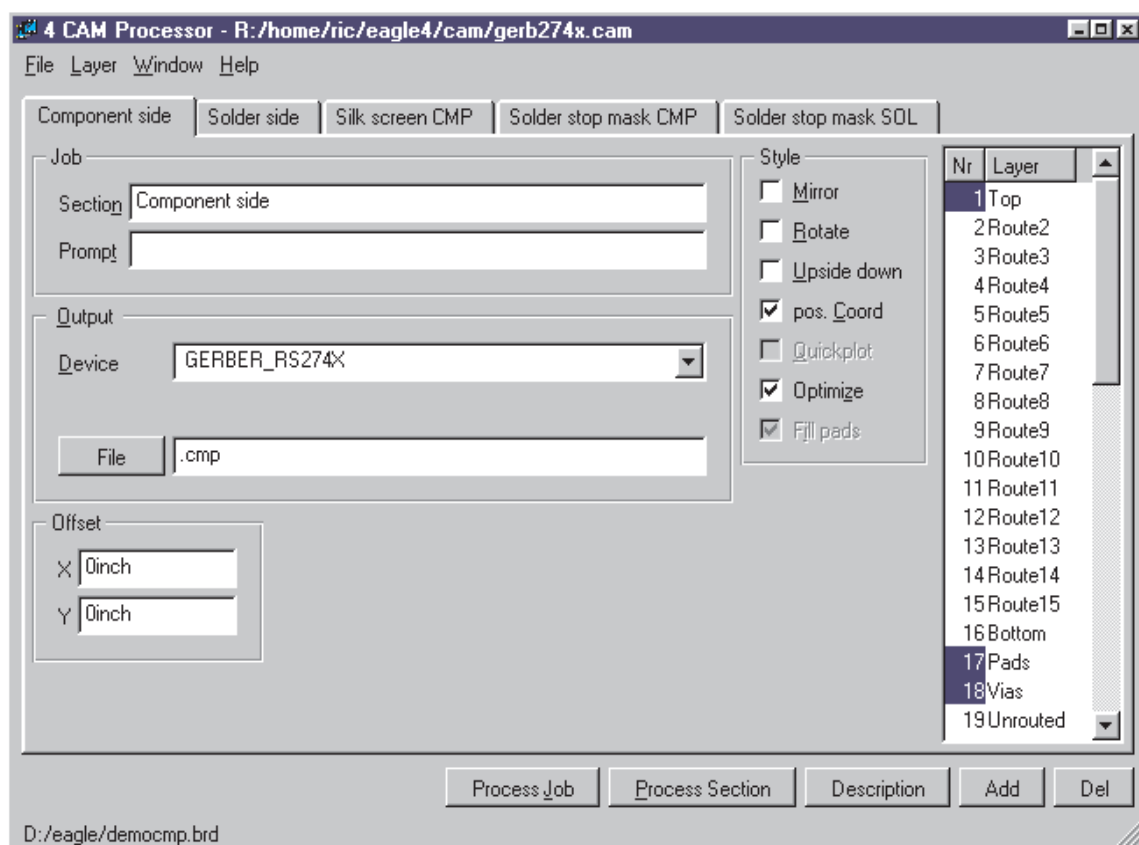 4 CAM Processor - R:/home/ric/eagle4/cam/gerb274x.cam
File Layer Window Help
Component side Solder side Silk screen CMP Solder stop mask CMP Solder stop mask SOL
Job
Section Component side
Prompt
Output
Device GERBER_RS274X
File .cmp
Offset
X 0inch
Y 0inch
Style
Mirror
Rotate
Upside down
pos. Coord
Quickplot
Optimize
Fill pads
Nr Layer
1 Top
2 Route2
3 Route3
4 Route4
5 Route5
6 Route6
7 Route7
8 Route8
9 Route9
10 Route10
11 Route11
12 Route12
13 Route13
14 Route14
15 Route15
16 Bottom
17 Pads
18 Vias
19 Unrouted
Process Job Process Section Description Add Del
D:/eagle/democmp.brd